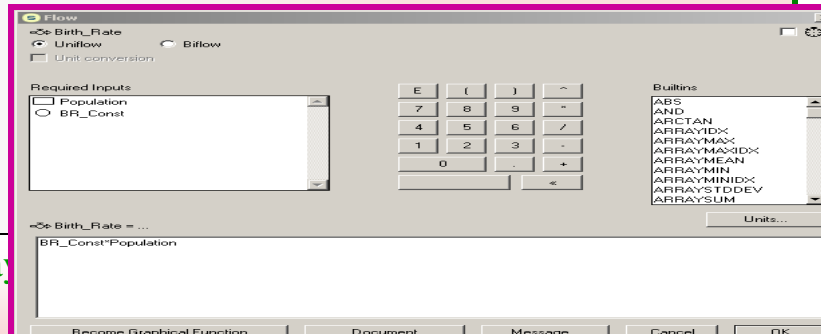 Flow
Birth_Rate
Uniflow Biflow
Unit conversion
Required Inputs
Population
BR_Const
E ( ) ^
7 8 9 *
4 5 6 /
1 2 3 -
0 . +
«
Builtins
ABS
AND
ARCTAN
ARRAYIDX
ARRAYMAX
ARRAYMAXIDX
ARRAYMEAN
ARRAYMIN
ARRAYMINIDX
ARRAYSTDDEV
ARRAYSUM
Units...
Birth_Rate = ...
BR_Const*Population
Become Graphical Function Document Message Cancel OK